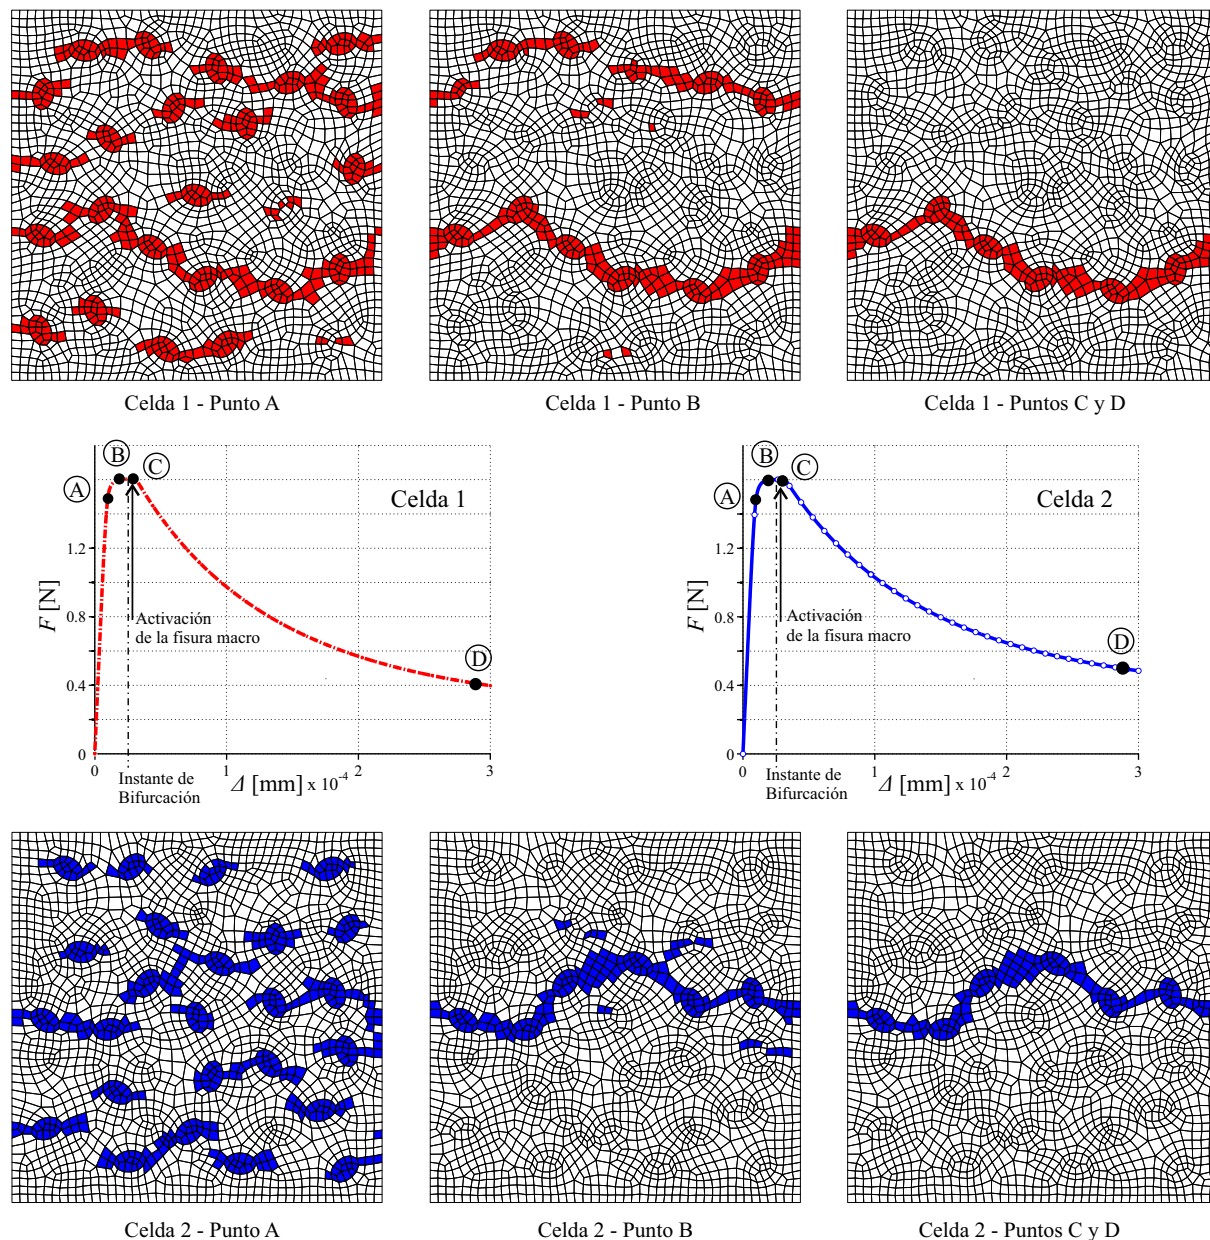 Celda 1 - Punto A
Celda 1 - Punto B
Celda 1 - Puntos C y D
A
B
C
Celda 1
1.2
0.8
0.4
0
F [N]
Activación
de la fisura macro
D
0
1
2
3
Instante de
Bifurcación
Δ [mm] x 10⁻⁴
A
B
C
Celda 2
1.2
0.8
0.4
0
F [N]
Activación
de la fisura macro
D
0
1
2
3
Instante de
Bifurcación
Δ [mm] x 10⁻⁴
Celda 2 - Punto A
Celda 2 - Punto B
Celda 2 - Puntos C y D